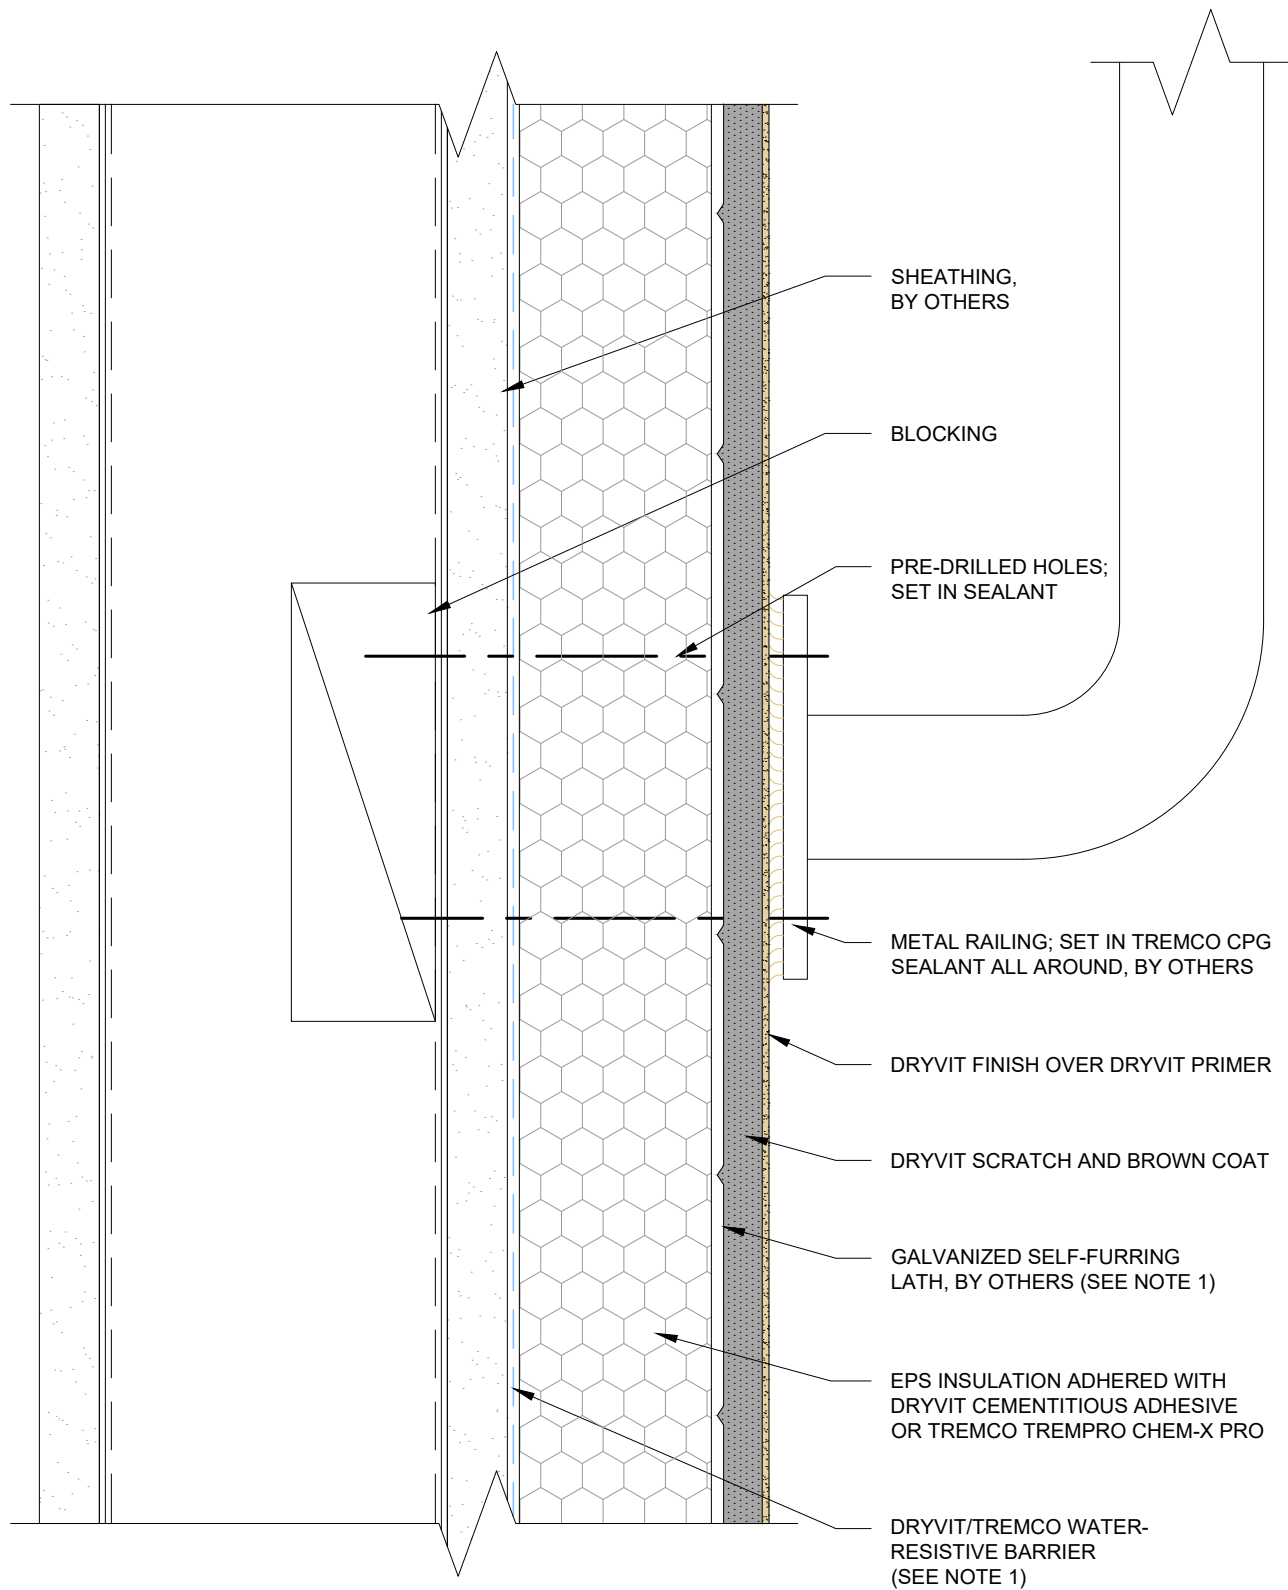 SHEATHING,
BY OTHERS
BLOCKING
PRE-DRILLED HOLES;
SET IN SEALANT
METAL RAILING; SET IN TREMCO CPG
SEALANT ALL AROUND, BY OTHERS
DRYVIT FINISH OVER DRYVIT PRIMER
DRYVIT SCRATCH AND BROWN COAT
GALVANIZED SELF-FURRING
LATH, BY OTHERS (SEE NOTE 1)
EPS INSULATION ADHERED WITH
DRYVIT CEMENTITIOUS ADHESIVE
OR TREMCO TREMPRO CHEM-X PRO
DRYVIT/TREMCO WATER-
RESISTIVE BARRIER
(SEE NOTE 1)